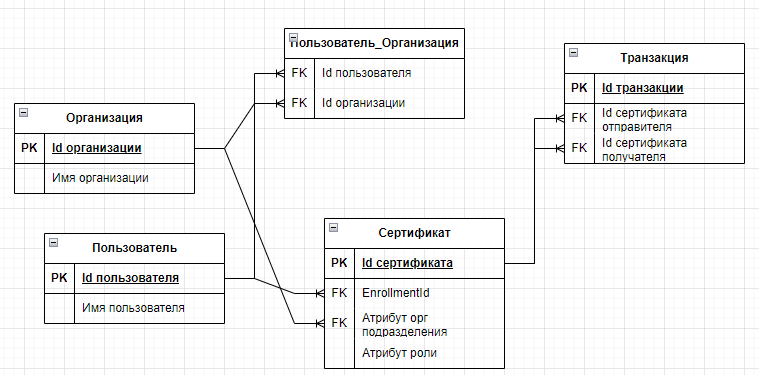 Пользователь_Организация
FK Id пользователя
FK Id организации
Транзакция
PK Id транзакции
FK Id сертификата
отправителя
FK Id сертификата
получателя
Организация
PK Id организации
Имя организации
Пользователь
PK Id пользователя
Имя пользователя
Сертификат
PK Id сертификата
FK EnrollmentId
FK Атрибут орг
подразделения
Атрибут роли